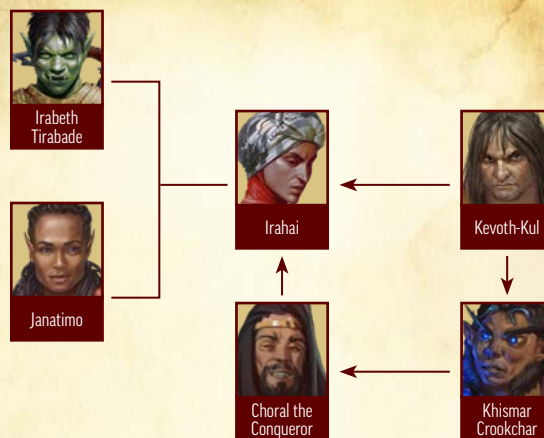 Irabeth
Tirabade
Janatimo
Irahai
Choral the
Conqueror
Kevoth-Kul
Khismar
Crookchar